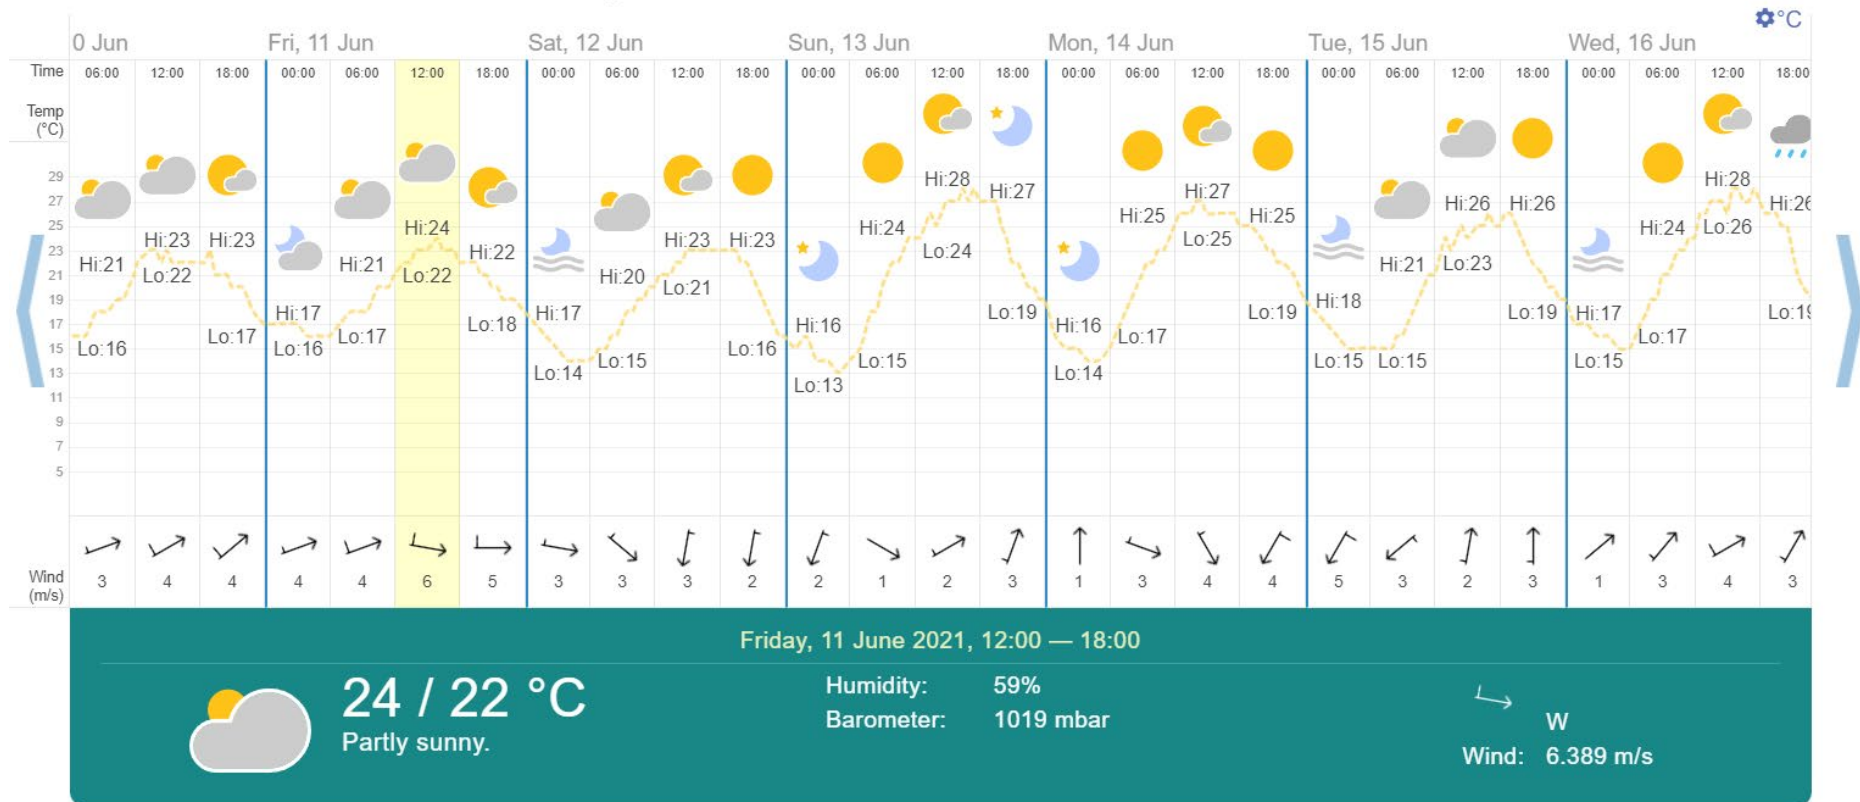 °C
0 Jun Fri, 11 Jun Sat, 12 Jun Sun, 13 Jun Mon, 14 Jun Tue, 15 Jun Wed, 16 Jun
Time 06:00 12:00 18:00 00:00 06:00 12:00 18:00 00:00 06:00 12:00 18:00 00:00 06:00 12:00 18:00 00:00 06:00 12:00 18:00 00:00 06:00 12:00 18:00 00:00 06:00 12:00 18:00
Temp
(°C)
29
27
25
23
21
19
17
15
13
11
9
7
5
Hi:21 Hi:23 Hi:23 Hi:17 Hi:21 Hi:24 Hi:22 Hi:17 Hi:20 Hi:23 Hi:23 Hi:16 Hi:24 Hi:28 Hi:27 Hi:16 Hi:25 Hi:27 Hi:25 Hi:18 Hi:21 Hi:26 Hi:26 Hi:17 Hi:24 Hi:28 Hi:26
Lo:16 Lo:22 Lo:17 Lo:16 Lo:17 Lo:22 Lo:18 Lo:14 Lo:15 Lo:21 Lo:16 Lo:13 Lo:15 Lo:24 Lo:19 Lo:14 Lo:17 Lo:25 Lo:19 Lo:15 Lo:15 Lo:23 Lo:19 Lo:15 Lo:17 Lo:26 Lo:19
Wind
(m/s)
3 4 4 4 4 6 5 3 3 3 2 2 1 2 3 1 3 4 4 5 3 2 3 1 3 4 3
Friday, 11 June 2021, 12:00 — 18:00
24 / 22 °C
Partly sunny.
Humidity: 59%
Barometer: 1019 mbar
W
Wind: 6.389 m/s